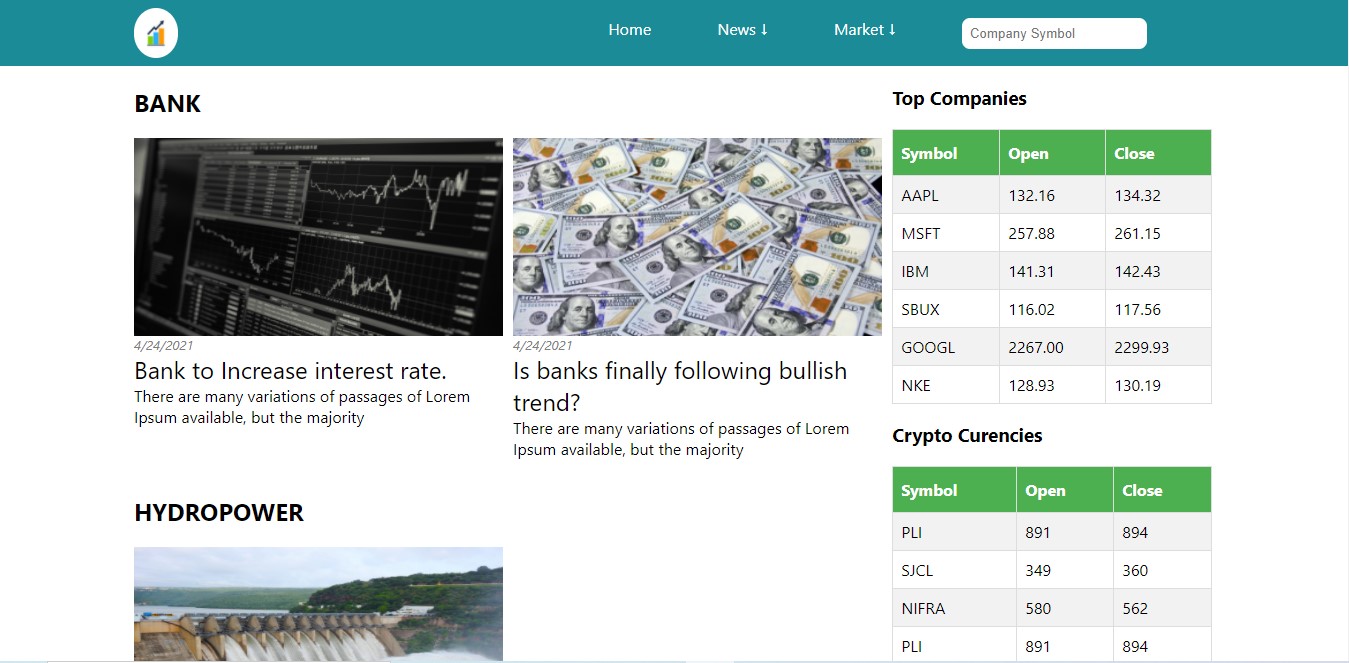 Home News ↓ Market ↓ Company Symbol
BANK
4/24/2021
Bank to Increase interest rate.
There are many variations of passages of Lorem
Ipsum available, but the majority
4/24/2021
Is banks finally following bullish
trend?
There are many variations of passages of Lorem
Ipsum available, but the majority
HYDROPOWER
Top Companies
Symbol Open Close
AAPL 132.16 134.32
MSFT 257.88 261.15
IBM 141.31 142.43
SBUX 116.02 117.56
GOOGL 2267.00 2299.93
NKE 128.93 130.19
Crypto Curencies
Symbol Open Close
PLI 891 894
SJCL 349 360
NIFRA 580 562
PLI 891 894